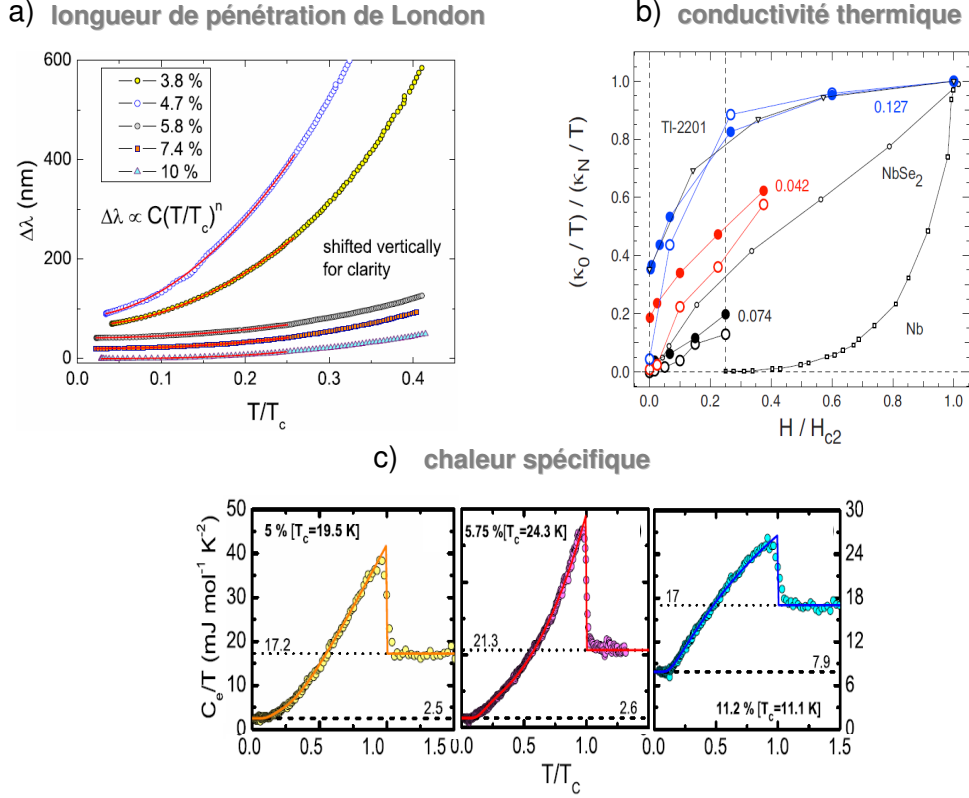 a) longueur de pénétration de London
600
400
200
0
Δλ (nm)
3.8 %
4.7 %
5.8 %
7.4 %
10 %
Δλ ∝ C(T/Tc)^n
shifted vertically
for clarity
0.0 0.1 0.2 0.3 0.4
T/Tc
b) conductivité thermique
1.0
0.8
0.6
0.4
0.2
0.0
(κ0 / T) / (κN / T)
0.127
Tl-2201
NbSe2
0.042
0.074
Nb
0.0 0.2 0.4 0.6 0.8 1.0
H / Hc2
c) chaleur spécifique
50
40
30
20
10
0
Ce/T (mJ mol⁻¹ K⁻²)
5 % [Tc=19.5 K]
17.2
2.5
0.0 0.5 1.0 1.5
5.75 %[Tc=24.3 K]
21.3
2.6
0.0 0.5 1.0 1.5
T/Tc
17
7.9
11.2 % [Tc=11.1 K]
0.0 0.5 1.0 1.5
30
24
18
12
6
0